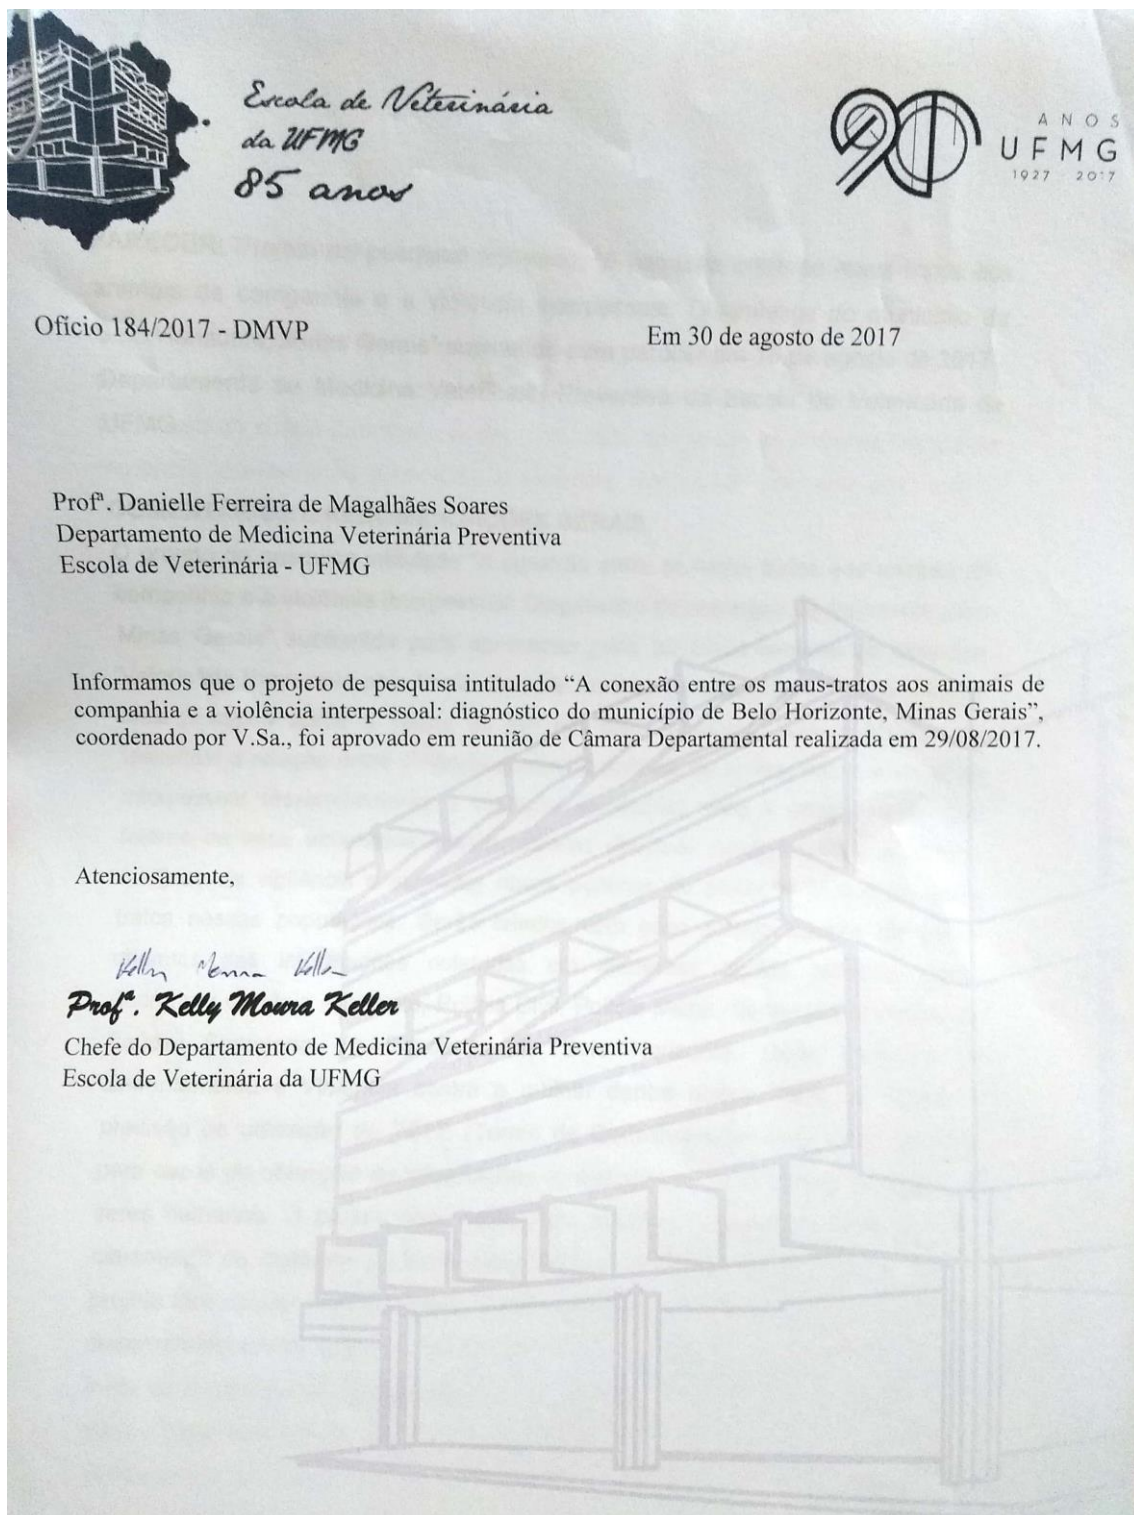 Escola de Veterinária
da UFMG
85 anos
90 ANOS
UFMG
1927 - 2017
Ofício 184/2017 - DMVP
Em 30 de agosto de 2017
Profª. Danielle Ferreira de Magalhães Soares
Departamento de Medicina Veterinária Preventiva
Escola de Veterinária - UFMG
Informamos que o projeto de pesquisa intitulado “A conexão entre os maus-tratos aos animais de
companhia e a violência interpessoal: diagnóstico do município de Belo Horizonte, Minas Gerais”,
coordenado por V.Sa., foi aprovado em reunião de Câmara Departamental realizada em 29/08/2017.
Atenciosamente,
Kelly Moura Keller
Profª. Kelly Moura Keller
Chefe do Departamento de Medicina Veterinária Preventiva
Escola de Veterinária da UFMG